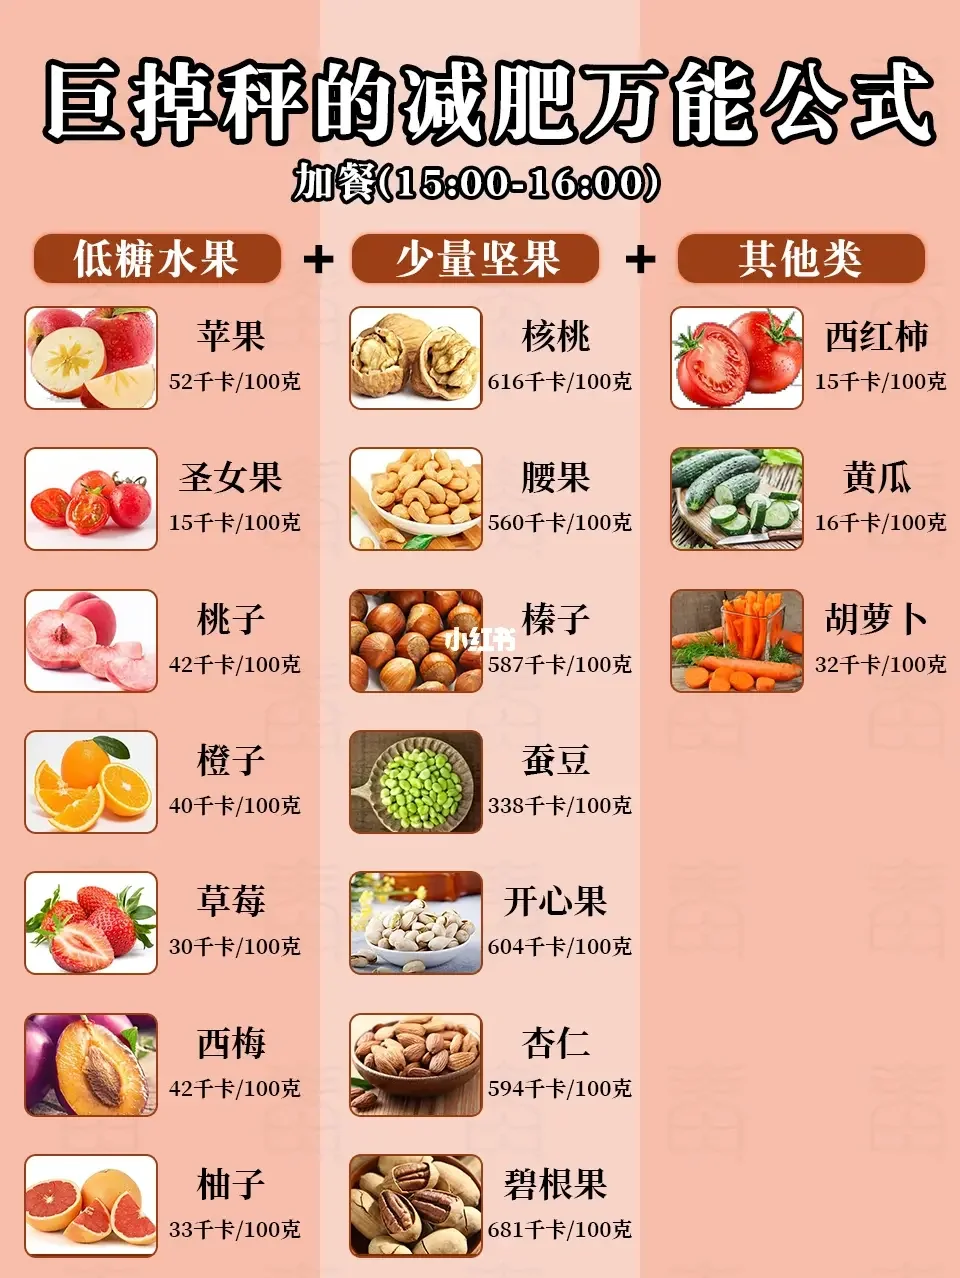 巨掉秤的减肥万能公式
加餐(15:00-16:00)
低糖水果 + 少量坚果 + 其他类
苹果
52千卡/100克
核桃
616千卡/100克
西红柿
15千卡/100克
圣女果
15千卡/100克
腰果
560千卡/100克
黄瓜
16千卡/100克
桃子
42千卡/100克
榛子
587千卡/100克
小红书
胡萝卜
32千卡/100克
橙子
40千卡/100克
蚕豆
338千卡/100克
草莓
30千卡/100克
开心果
604千卡/100克
西梅
42千卡/100克
杏仁
594千卡/100克
柚子
33千卡/100克
碧根果
681千卡/100克